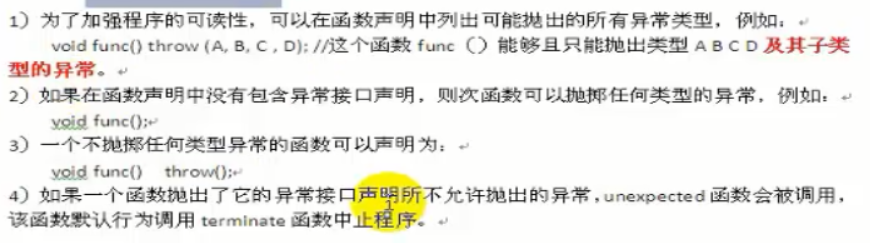 1）为了加强程序的可读性，可以在函数声明中列出可能抛出的所有异常类型，例如：
void func() throw (A, B, C , D); //这个函数 func（）能够且只能抛出类型 A B C D 及其子类
型的异常。
2）如果在函数声明中没有包含异常接口声明，则次函数可以抛掷任何类型的异常，例如：
void func();
3）一个不抛掷任何类型异常的函数可以声明为：
void func() throw();
4）如果一个函数抛出了它的异常接口声明所不允许抛出的异常，unexpected 函数会被调用，
该函数默认行为调用 terminate 函数中止程序。